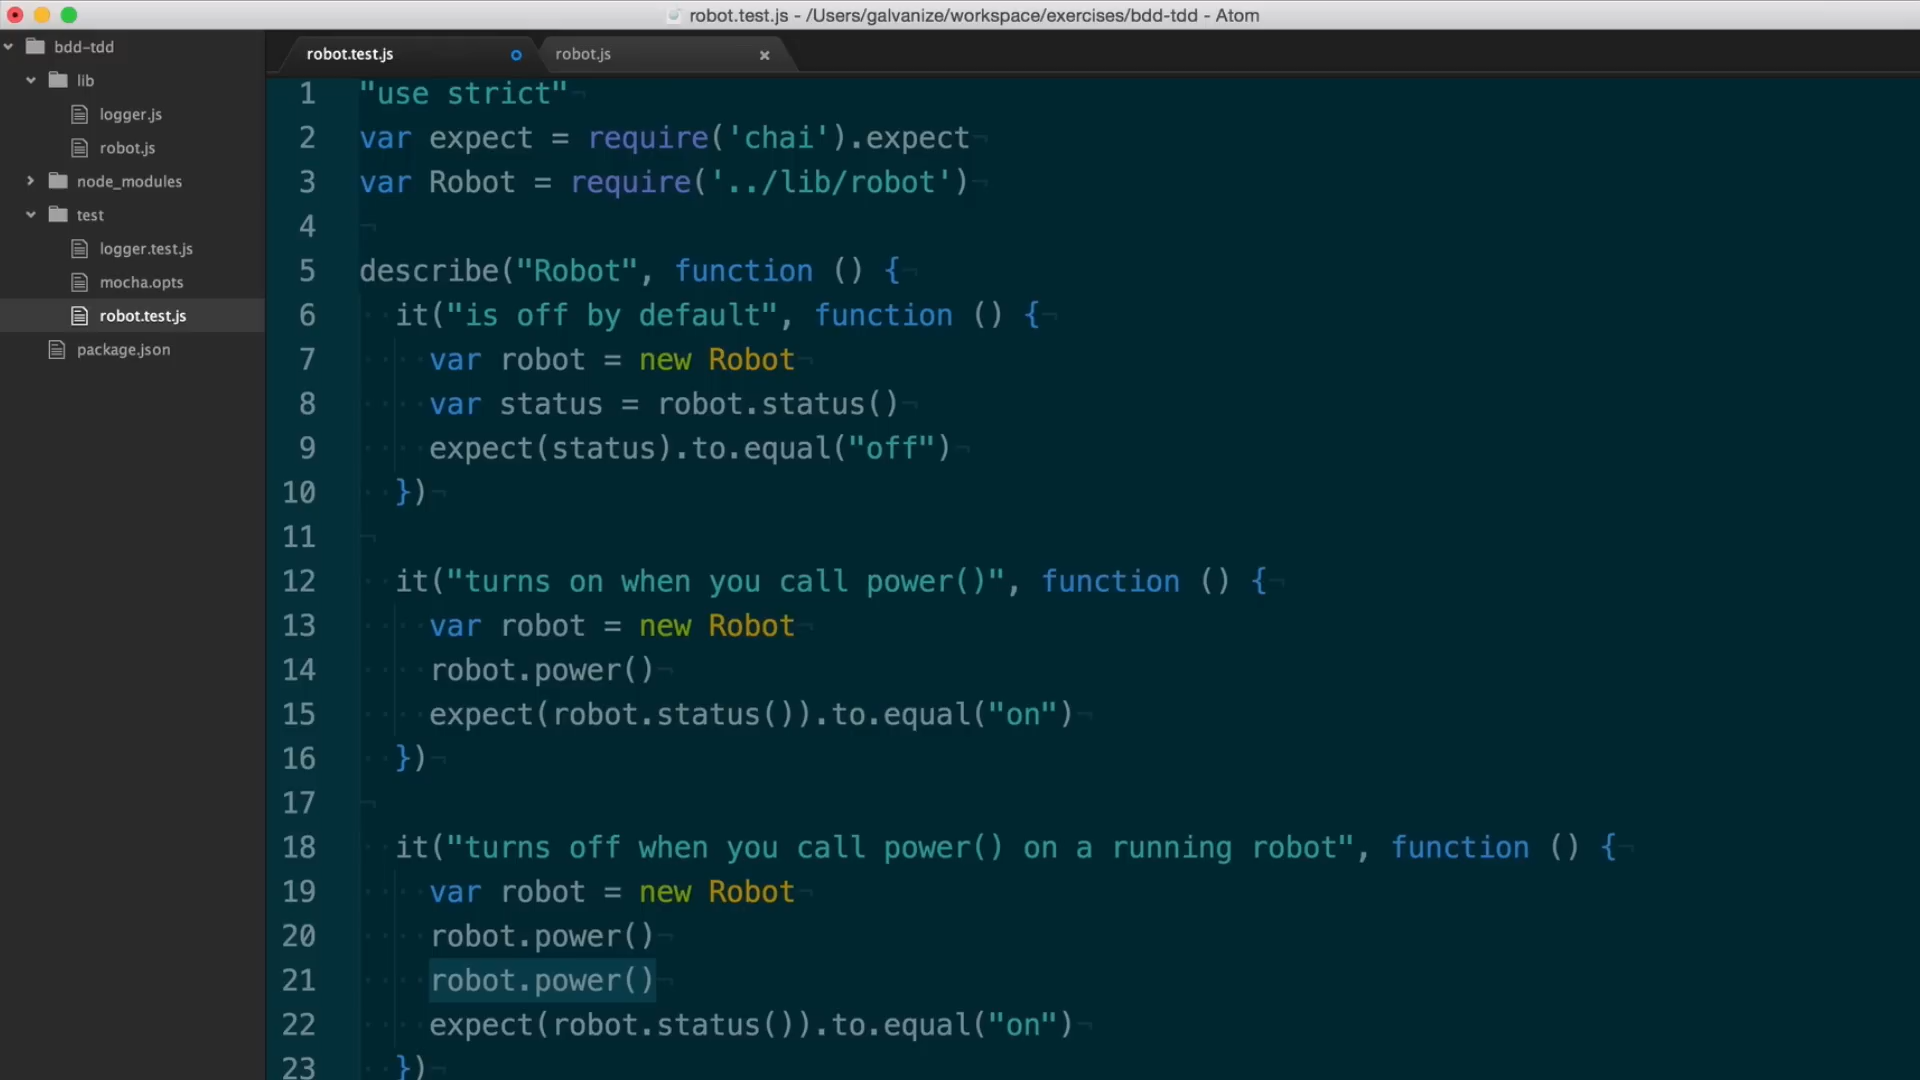 robot.test.js - /Users/galvanize/workspace/exercises/bdd-tdd - Atom
bdd-tdd
lib
logger.js
robot.js
node_modules
test
logger.test.js
mocha.opts
robot.test.js
package.json
robot.test.js
robot.js
1 "use strict"
2 var expect = require('chai').expect
3 var Robot = require('../lib/robot')
4
5 describe("Robot", function () {
6 it("is off by default", function () {
7 var robot = new Robot
8 var status = robot.status()
9 expect(status).to.equal("off")
10 })
11
12 it("turns on when you call power()", function () {
13 var robot = new Robot
14 robot.power()
15 expect(robot.status()).to.equal("on")
16 })
17
18 it("turns off when you call power() on a running robot", function () {
19 var robot = new Robot
20 robot.power()
21 robot.power()
22 expect(robot.status()).to.equal("on")
23 })